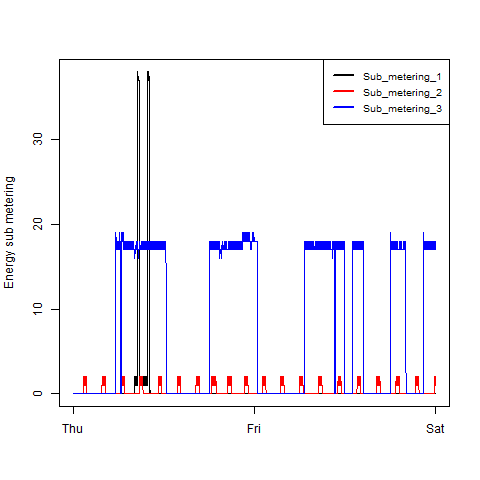 Sub_metering_1
Sub_metering_2
Sub_metering_3
Energy sub metering
30
20
10
0
Thu Fri Sat